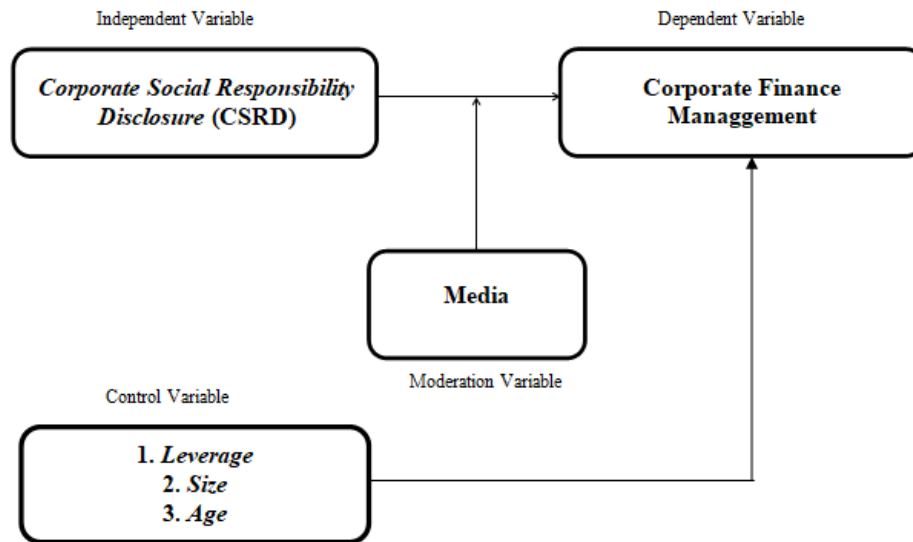 Independent Variable
Dependent Variable
Corporate Social Responsibility
Disclosure (CSRD)
Corporate Finance
Managgement
Media
Moderation Variable
Control Variable
1. Leverage
2. Size
3. Age